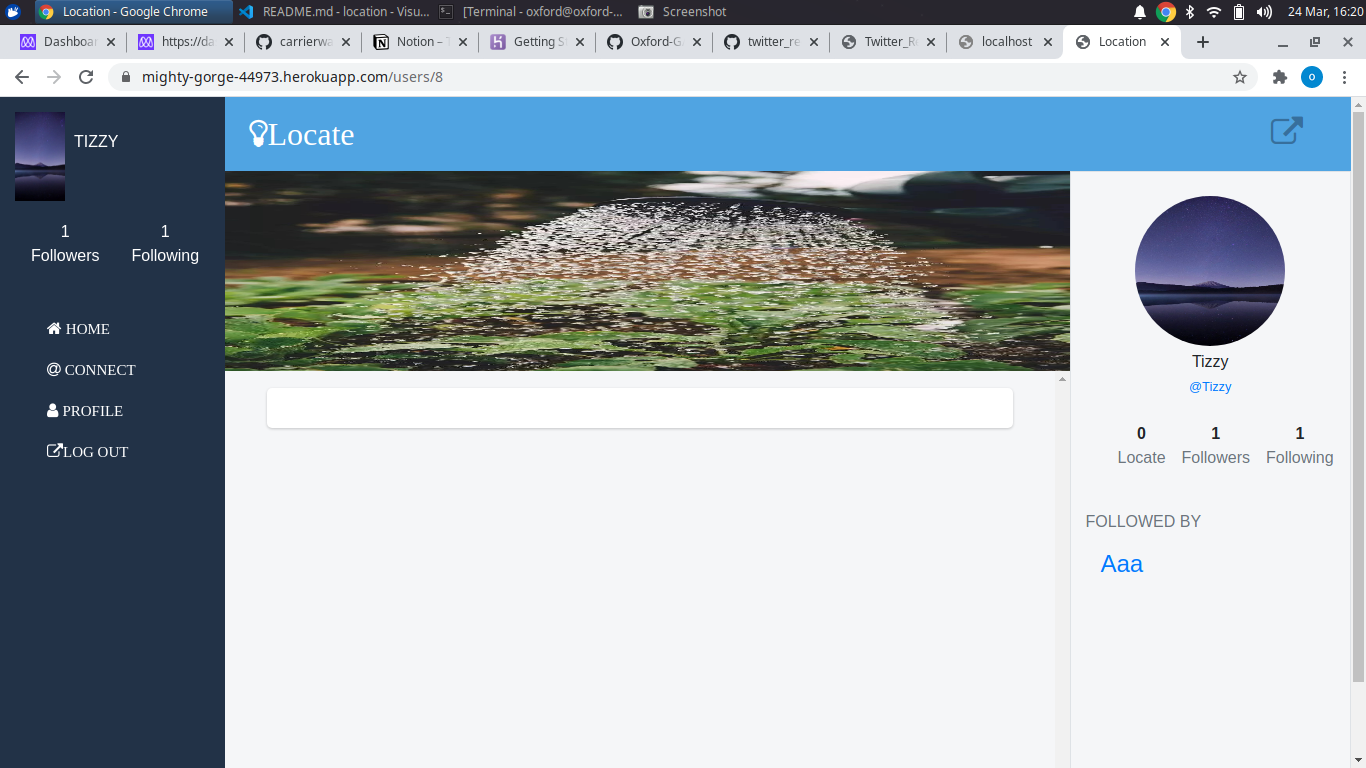 Location - Google Chrome
README.md - location - Visu...
[Terminal - oxford@oxford-...
Screenshot
24 Mar, 16:20
Dashboar
https://da
carrierwa
Notion – T
Getting S
Oxford-G
twitter_re
Twitter_R
localhost
Location
mighty-gorge-44973.herokuapp.com/users/8
o
TIZZY
1
Followers
1
Following
HOME
@ CONNECT
PROFILE
LOG OUT
Locate
Tizzy
@Tizzy
0 1 1
Locate Followers Following
FOLLOWED BY
Aaa